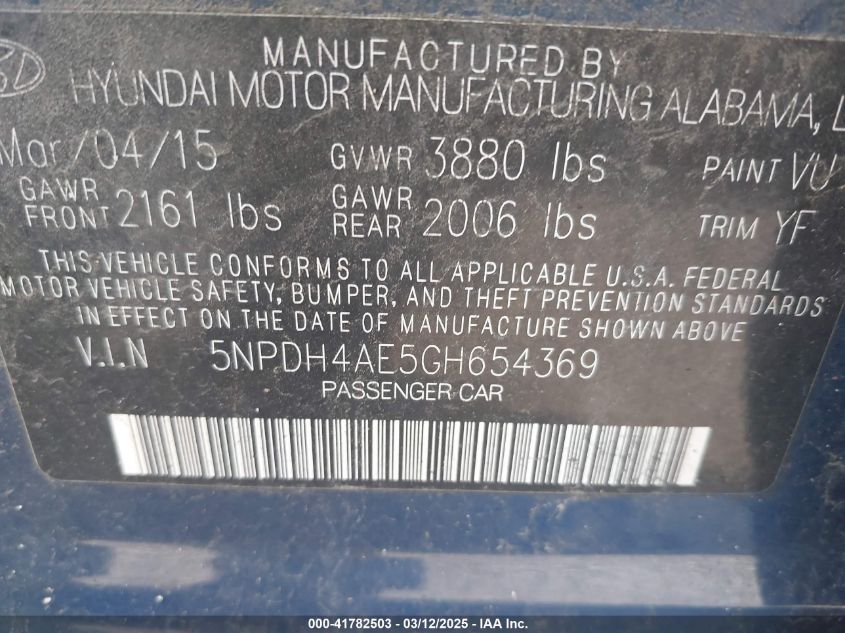 MANUFACTURED BY
HYUNDAI MOTOR MANUFACTURING ALABAMA,
Mar/04/15 GVWR 3880 lbs PAINT VU
GAWR FRONT 2161 lbs GAWR REAR 2006 lbs TRIM YF
THIS VEHICLE CONFORMS TO ALL APPLICABLE U.S.A. FEDERAL
MOTOR VEHICLE SAFETY, BUMPER, AND THEFT PREVENTION STANDARDS
IN EFFECT ON THE DATE OF MANUFACTURE SHOWN ABOVE
V.I.N 5NPDH4AE5GH654369
PASSENGER CAR
000-41782503 - 03/12/2025 - IAA Inc.